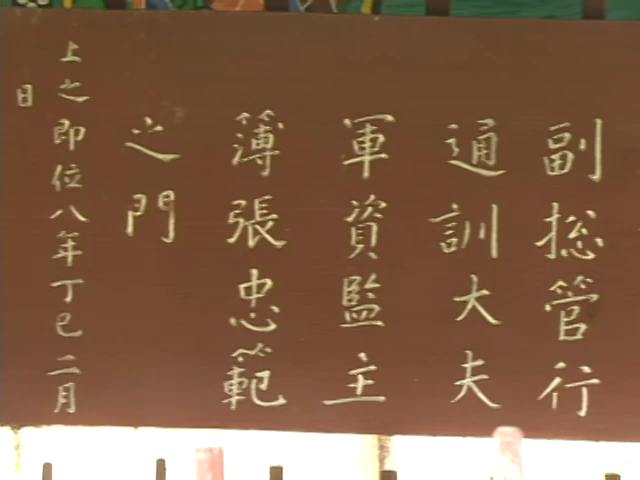 副摠管行
通訓大夫
軍資監主
簿張忠範
之門
上之即位八年丁巳二月
日